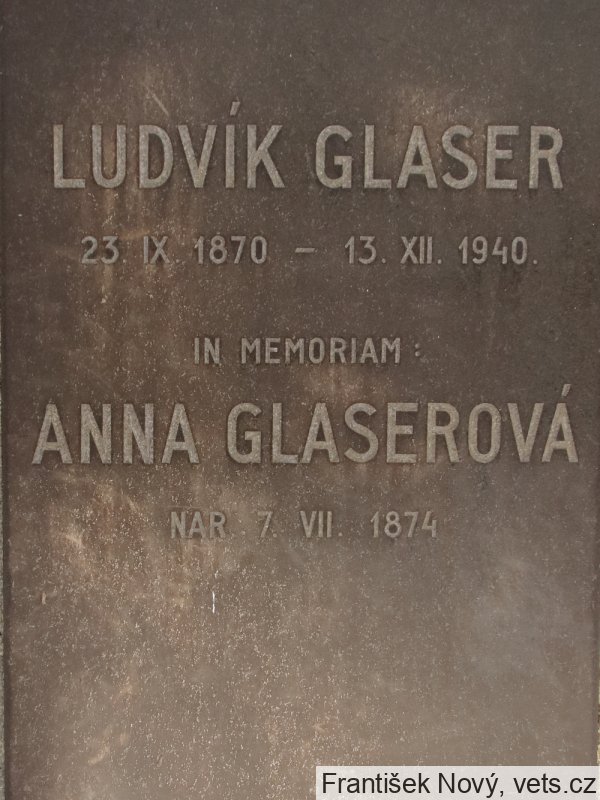 LUDVÍK GLASER
23. IX. 1870 – 13. XII. 1940.
IN MEMORIAM:
ANNA GLASEROVÁ
NAR. 7. VII. 1874
František Nový, vets.cz